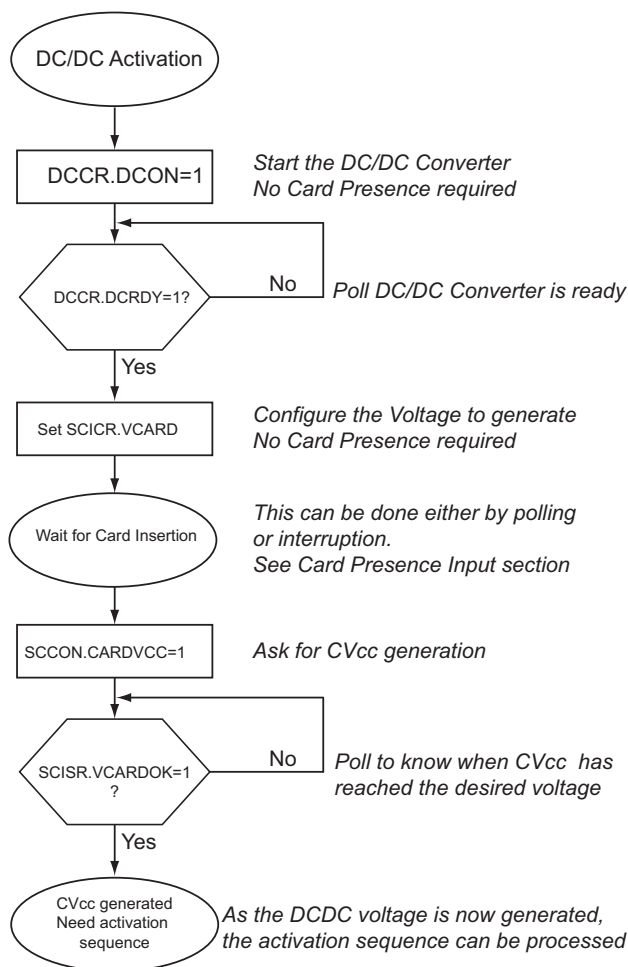 DC/DC Activation
DCCR.DCON=1
Start the DC/DC Converter
No Card Presence required
DCCR.DCRDY=1?
No
Poll DC/DC Converter is ready
Yes
Set SCICR.VCARD
Configure the Voltage to generate
No Card Presence required
Wait for Card Insertion
This can be done either by polling
or interruption.
See Card Presence Input section
SCCON.CARDVCC=1
Ask for CVcc generation
SCISR.VCARDOK=1
?
No
Poll to know when CVcc has
reached the desired voltage
Yes
CVcc generated
Need activation
sequence
As the DCDC voltage is now generated,
the activation sequence can be processed